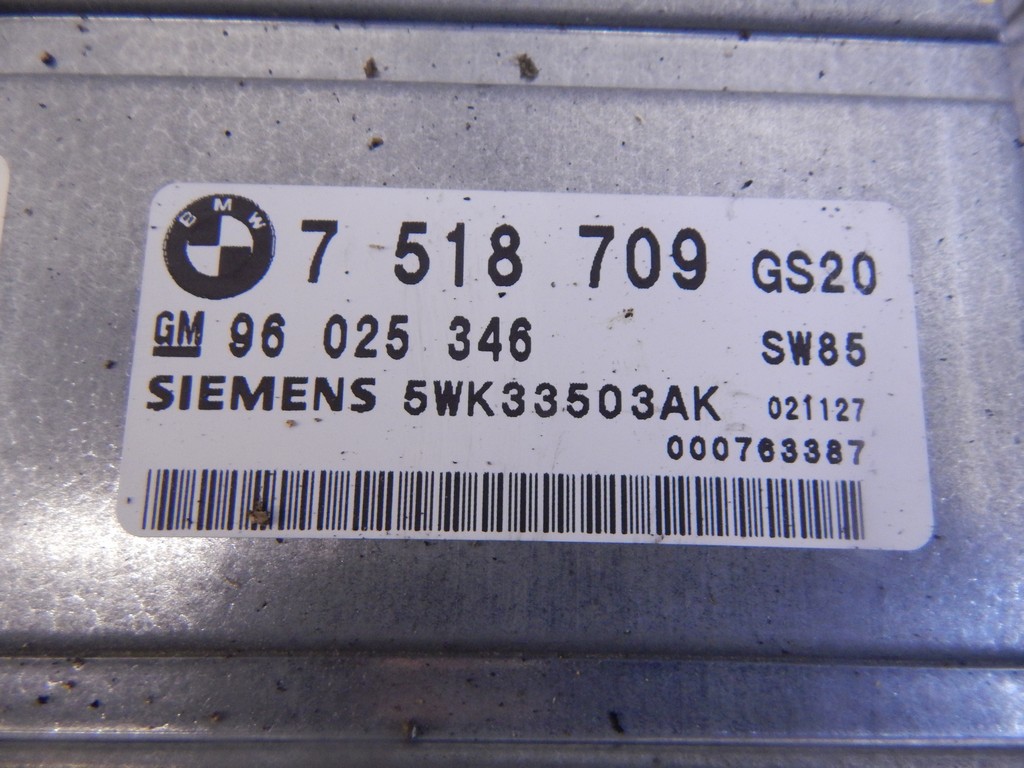 BMW 7 518 709 GS20
GM 96 025 346 SW85
SIEMENS 5WK33503AK 021127
000763387